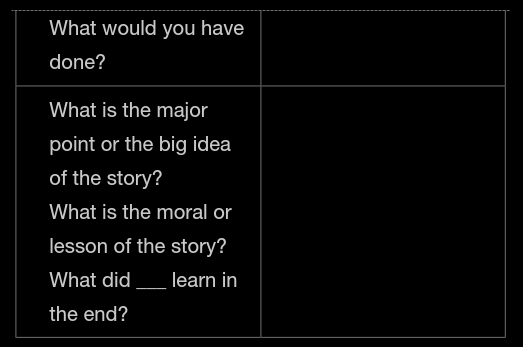 What would you have
done?
What is the major
point or the big idea
of the story?
What is the moral or
lesson of the story?
What did ___ learn in
the end?